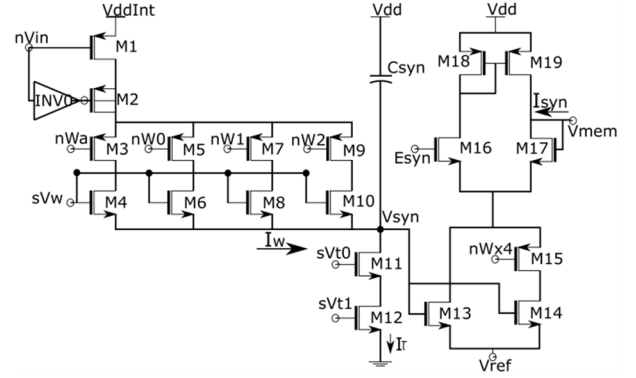 VddInt
Vdd
Vdd
nVin
M1
M18
M19
Csyn
INV0
M2
Isyn
Vmem
nWa
M3
nW0
M5
nW1
M7
nW2
M9
Esyn
M16
M17
sVw
M4
M6
M8
M10
Vsyn
Iw
sVt0
M11
nWx4
M15
sVt1
M12
M13
M14
Iτ
Vref